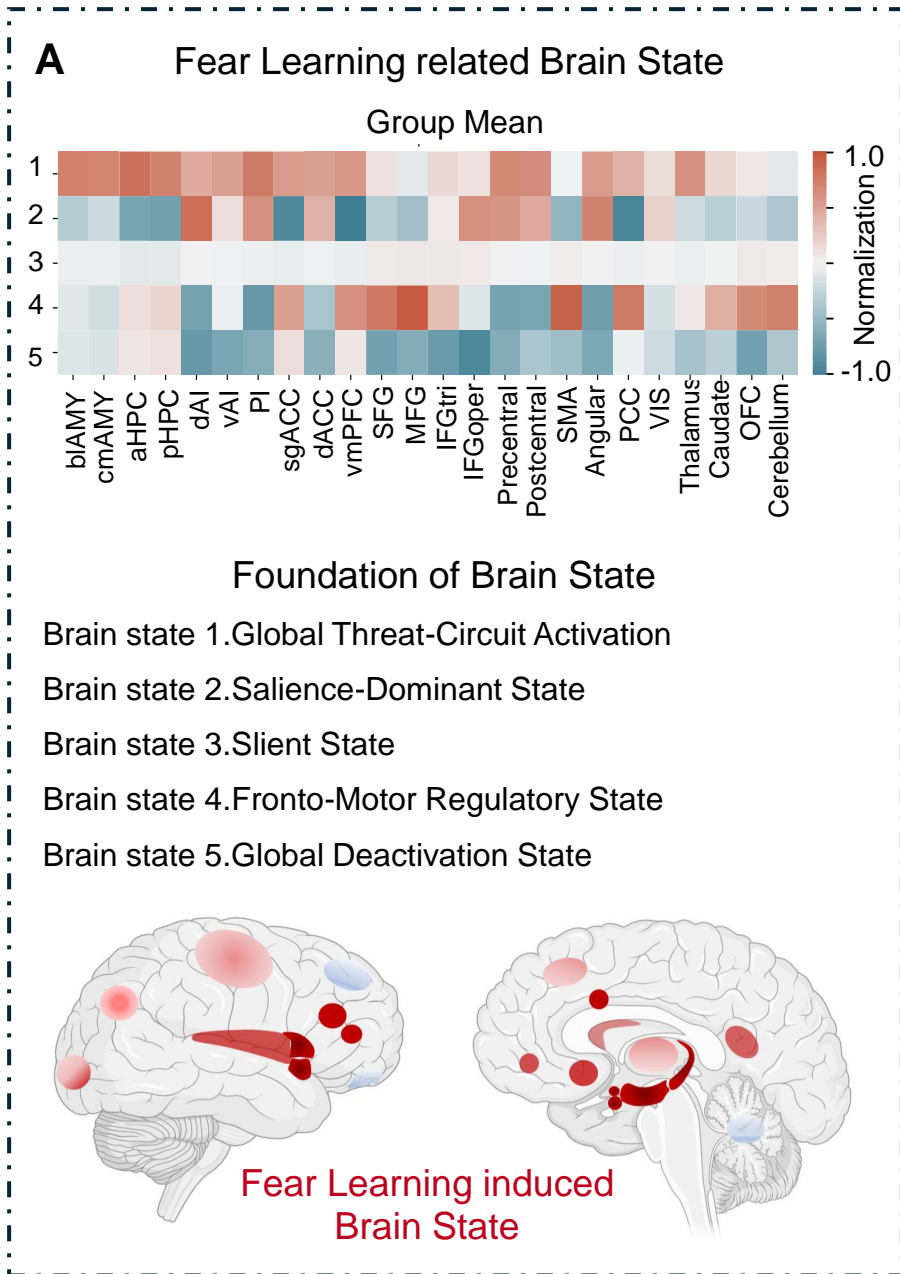 A
Fear Learning related Brain State
Group Mean
1
2
3
4
5
1.0
Normalization
-1.0
blAMY
cmAMY
aHPC
pHPC
dAI
vAI
PI
sgACC
dACC
vmPFC
SFG
MFG
IFGtri
IFGoper
Precentral
Postcentral
SMA
Angular
PCC
VIS
Thalamus
Caudate
OFC
Cerebellum
Foundation of Brain State
Brain state 1.Global Threat-Circuit Activation
Brain state 2.Salience-Dominant State
Brain state 3.Slient State
Brain state 4.Fronto-Motor Regulatory State
Brain state 5.Global Deactivation State
Fear Learning induced
Brain State